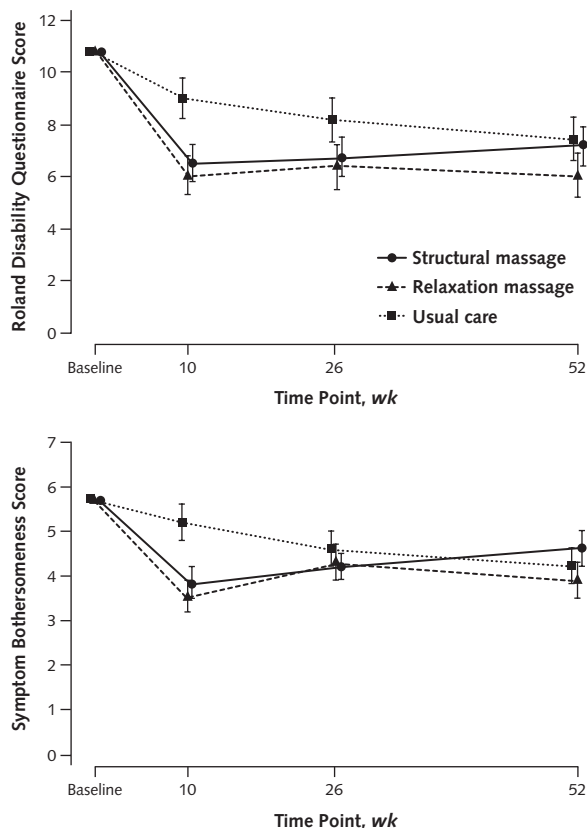 Roland Disability Questionnaire Score
12
10
8
6
4
2
0
Structural massage
Relaxation massage
Usual care
Baseline
10
26
52
Time Point, wk
Symptom Bothersomeness Score
7
6
5
4
3
2
1
0
Baseline
10
26
52
Time Point, wk